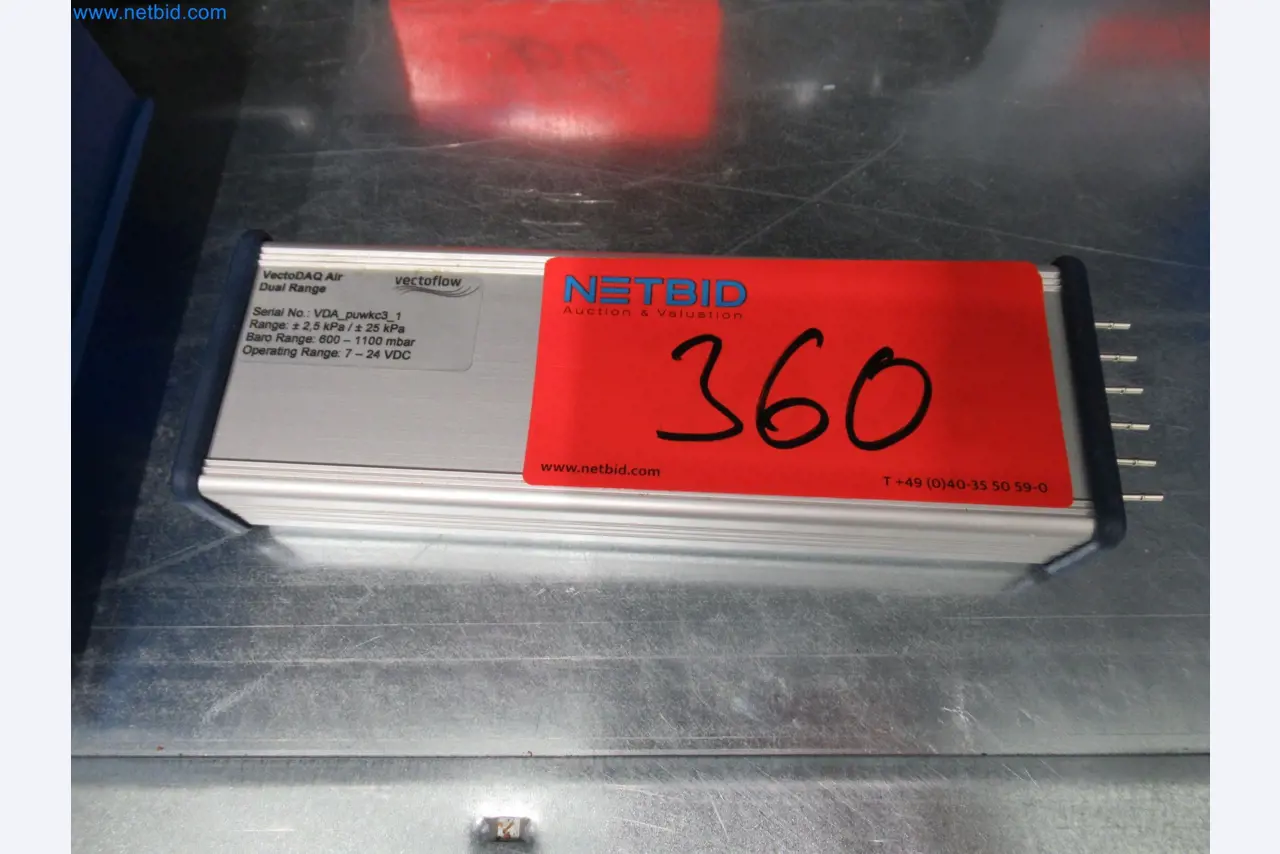 www.netbid.com
VectoDAQ Air
Dual Range
vectoflow
Serial No.: VDA_puwkc3_1
Range: ± 2,5 kPa / ± 25 kPa
Baro Range: 600 – 1100 mbar
Operating Range: 7 – 24 VDC
NETBID
Auction & Valuation
360
www.netbid.com
T +49 (0)40-35 50 59-0